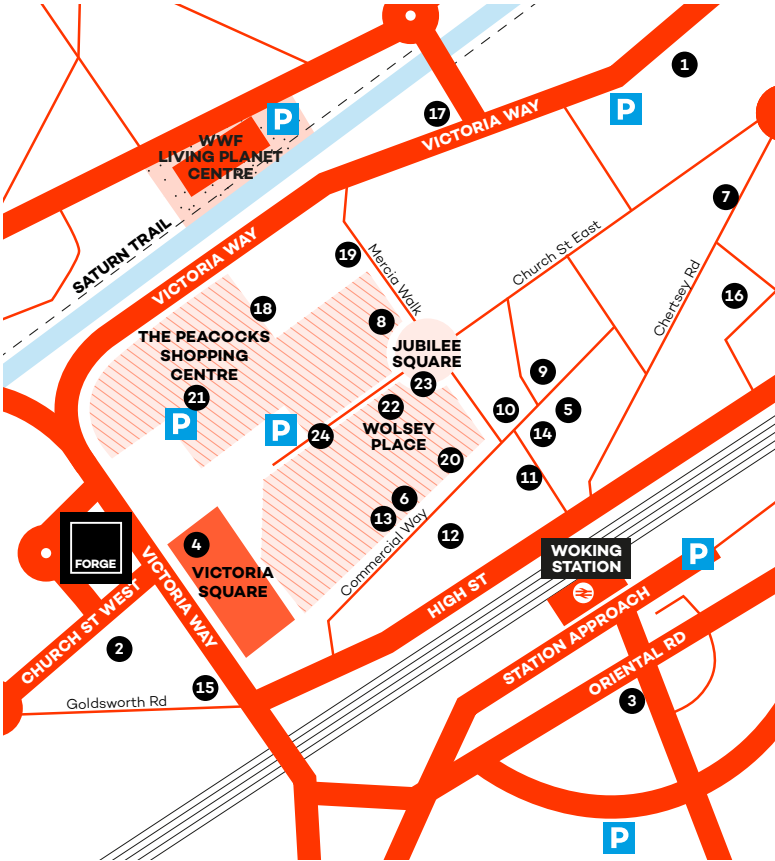 1
P
P
17
VICTORIA WAY
WWF
LIVING PLANET
CENTRE
7
SATURN TRAIL
VICTORIA WAY
19
Mercia Walk
Church St East
Chertsey Rd
16
18
8
THE PEACOCKS
SHOPPING
CENTRE
JUBILEE
SQUARE
9
23
21
22
10
5
P
P
24
WOLSEY
PLACE
14
20
11
6
13
Commercial Way
12
4
VICTORIA
SQUARE
FORGE
VICTORIA WAY
HIGH ST
WOKING
STATION
P
CHURCH ST WEST
STATION APPROACH
ORIENTAL RD
2
15
Goldsworth Rd
3
P